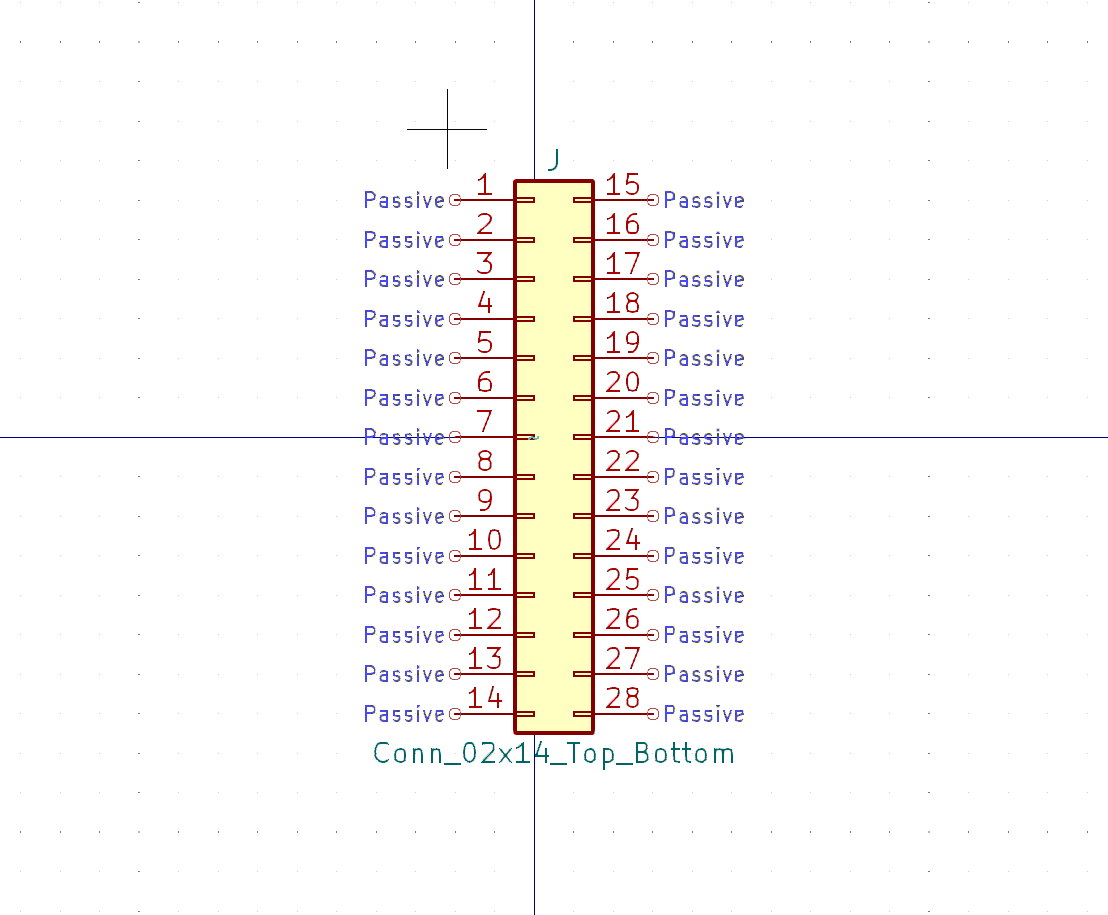 J
Passive 1 15 Passive
Passive 2 16 Passive
Passive 3 17 Passive
Passive 4 18 Passive
Passive 5 19 Passive
Passive 6 20 Passive
Passive 7 21 Passive
Passive 8 22 Passive
Passive 9 23 Passive
Passive 10 24 Passive
Passive 11 25 Passive
Passive 12 26 Passive
Passive 13 27 Passive
Passive 14 28 Passive
Conn_02x14_Top_Bottom